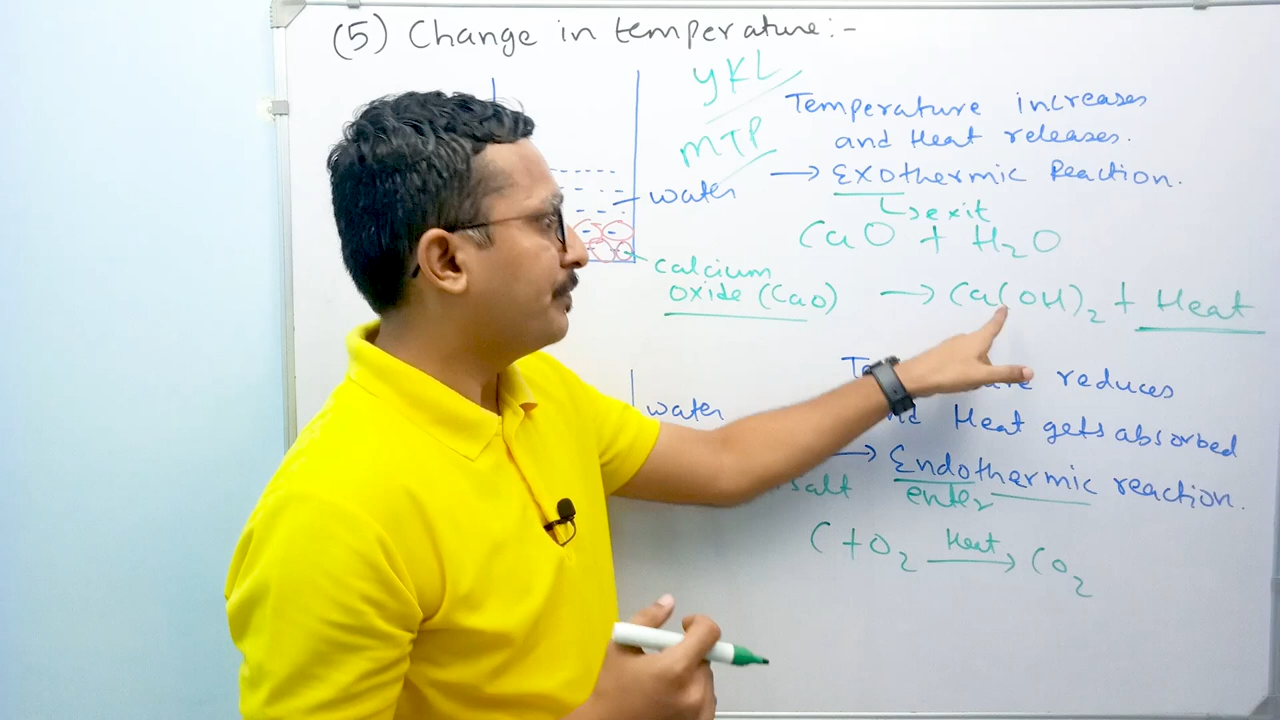 (5) Change in temperature:-
YKL
MTP
water
calcium
oxide (CaO)
Temperature increases
and Heat releases.
→ Exothermic Reaction.
↳ exit
CaO + H2O
→ Ca(OH)2 + Heat
reduces
Heat gets absorbed
→ Endothermic reaction.
enter
water
salt
C + O2 Heat → CO2